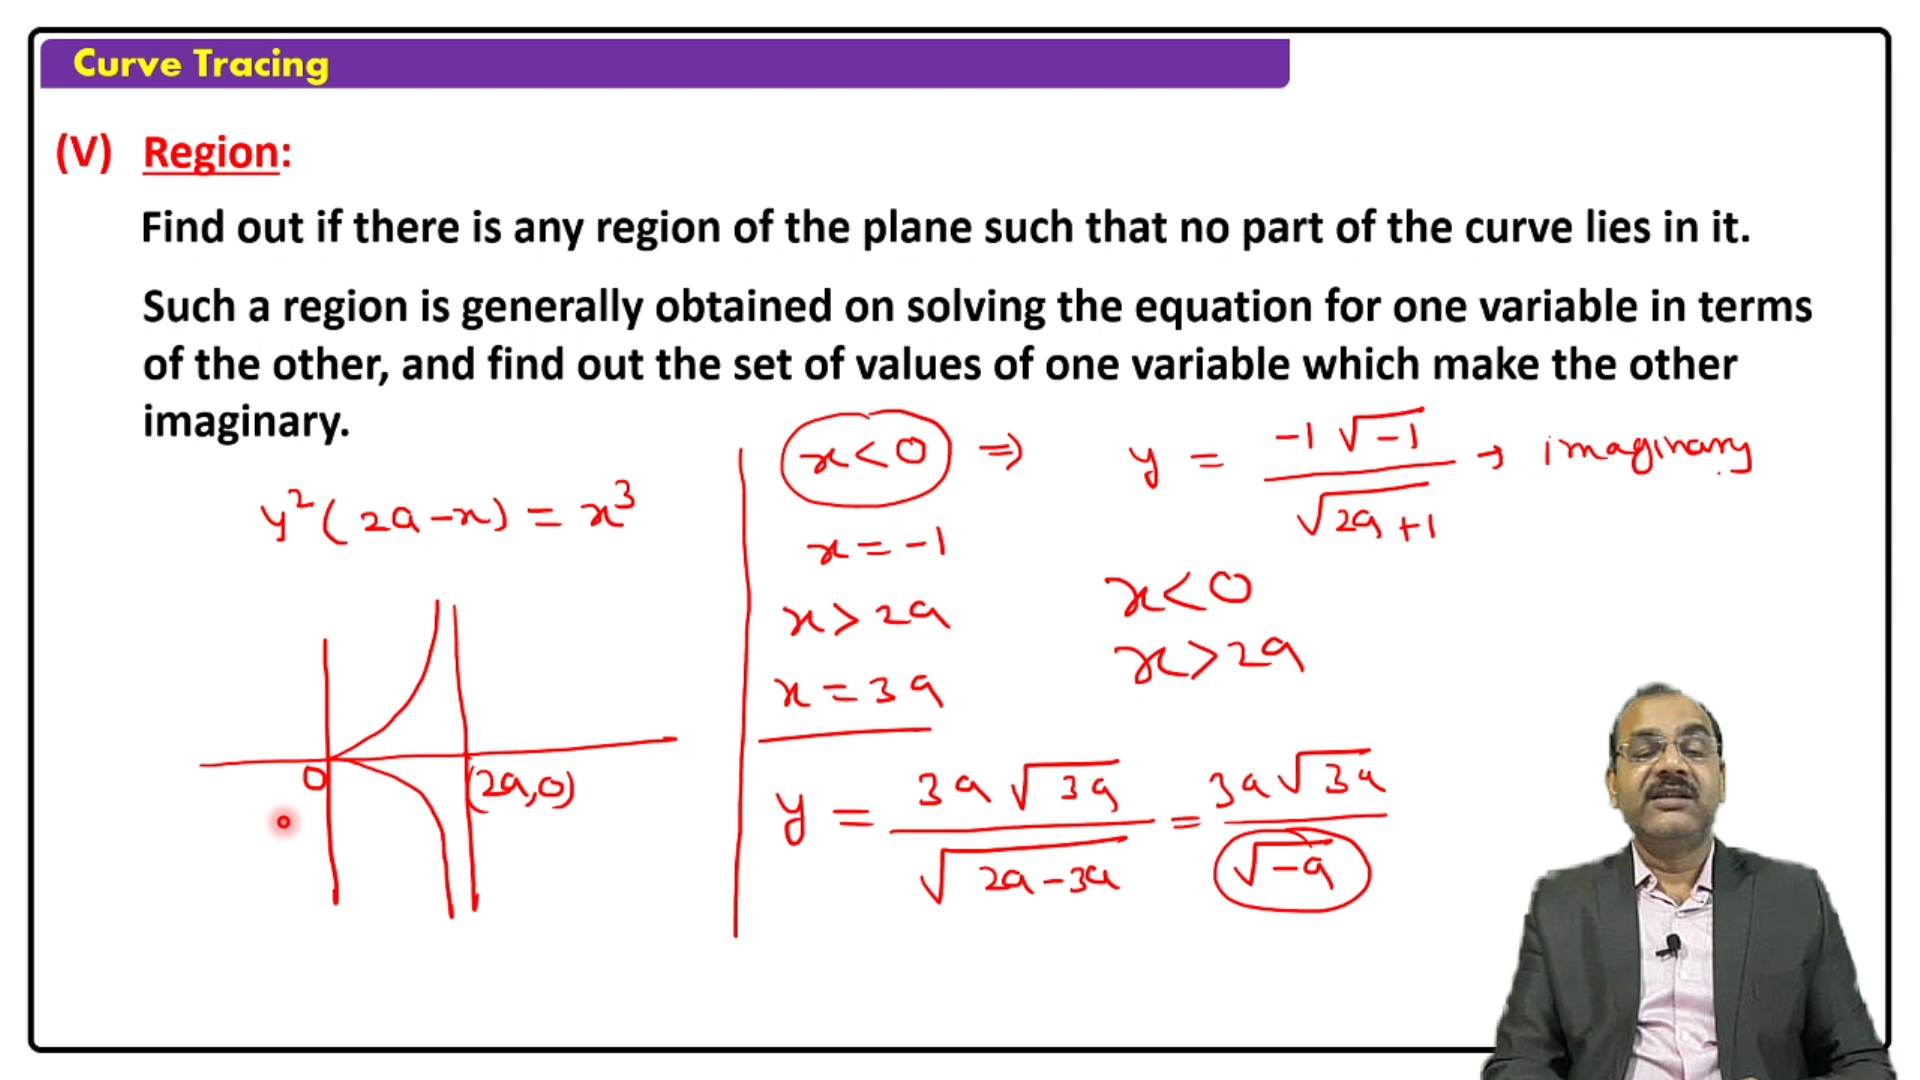 Curve Tracing
(V) Region:
Find out if there is any region of the plane such that no part of the curve lies in it.
Such a region is generally obtained on solving the equation for one variable in terms
of the other, and find out the set of values of one variable which make the other
imaginary.
y²(2a-x) = x³
0
(2a,0)
x<0 ⇒ y = -1√-1 / √2a+1 → imaginary
x = -1
x > 2a
x = 3a
x<0
x>2a
y = 3a√3a / √2a-3a = 3a√3a / √-a